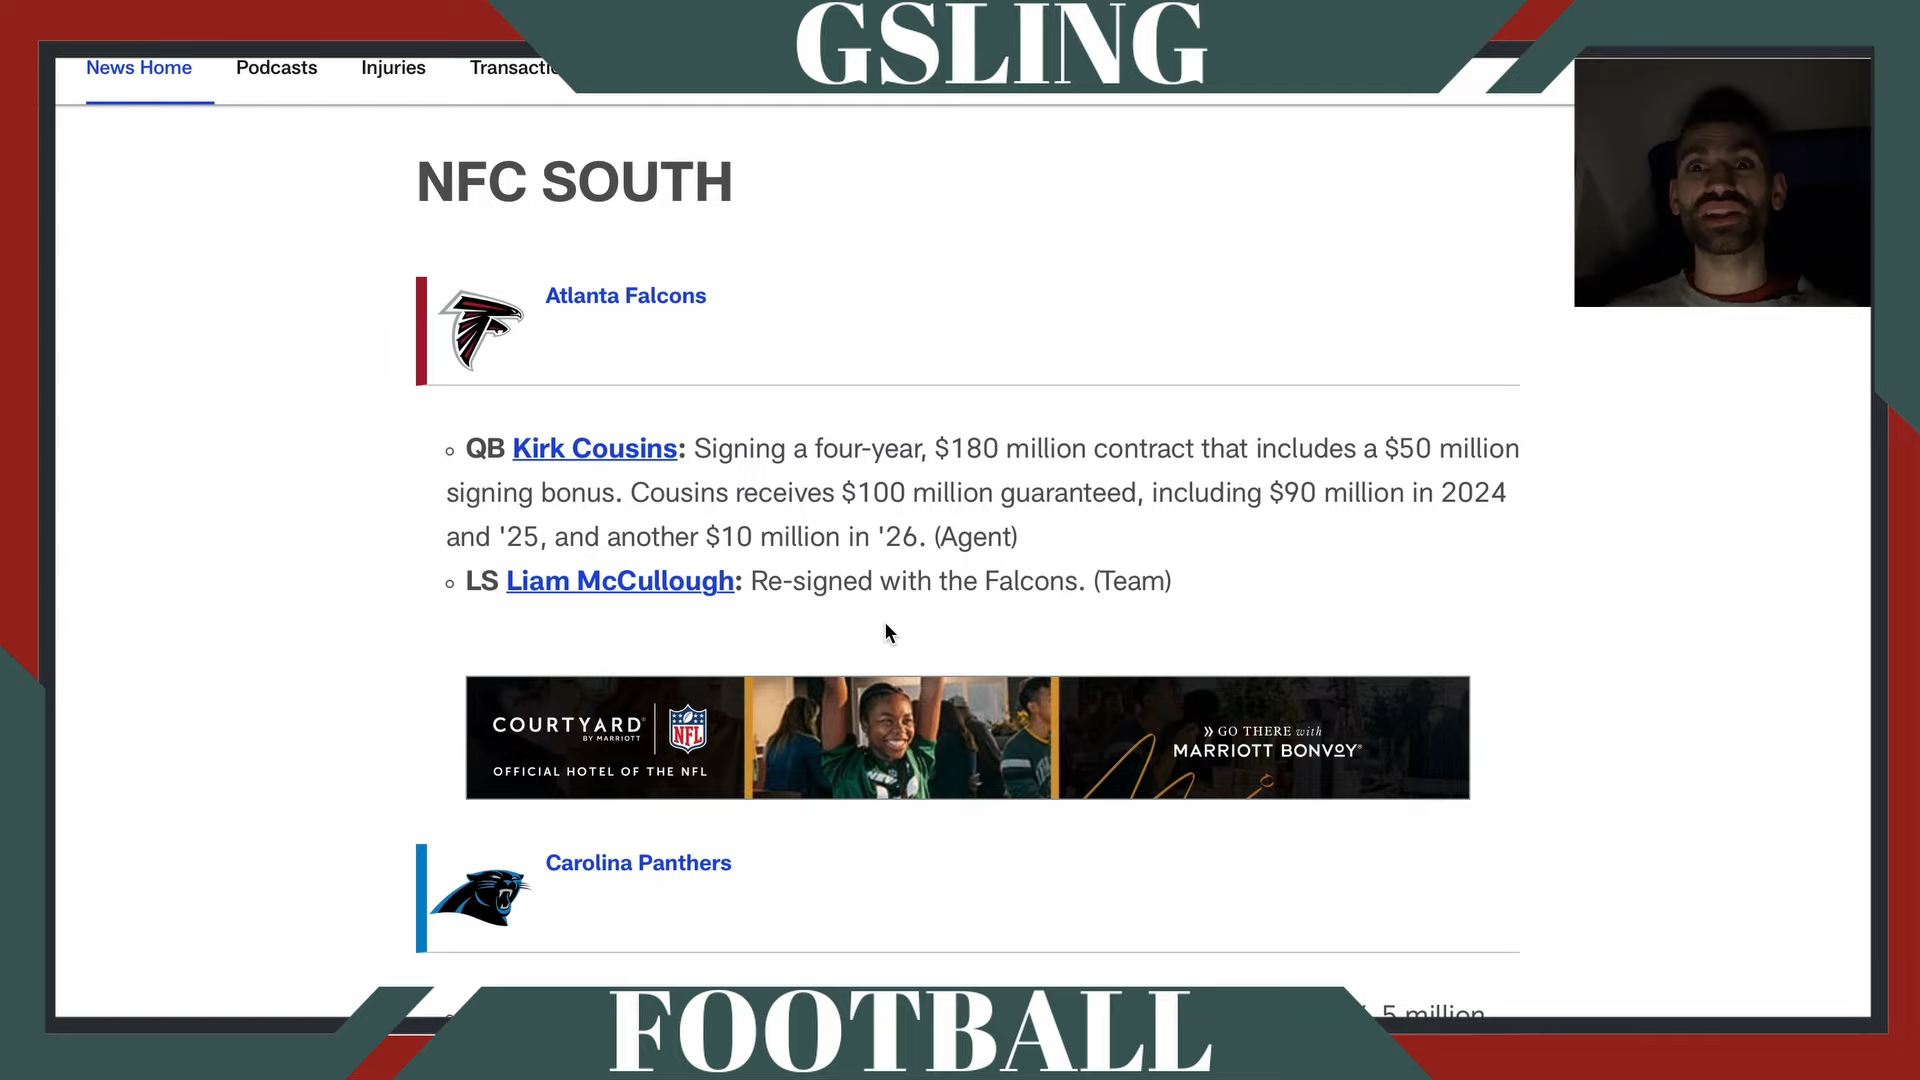 GSLING
News Home Podcasts Injuries
NFC SOUTH
Atlanta Falcons
QB Kirk Cousins: Signing a four-year, $180 million contract that includes a $50 million
signing bonus. Cousins receives $100 million guaranteed, including $90 million in 2024
and '25, and another $10 million in '26. (Agent)
LS Liam McCullough: Re-signed with the Falcons. (Team)
COURTYARD
BY MARRIOTT
NFL
OFFICIAL HOTEL OF THE NFL
GO THERE with
MARRIOTT BONVOY
Carolina Panthers
5 million
FOOTBALL